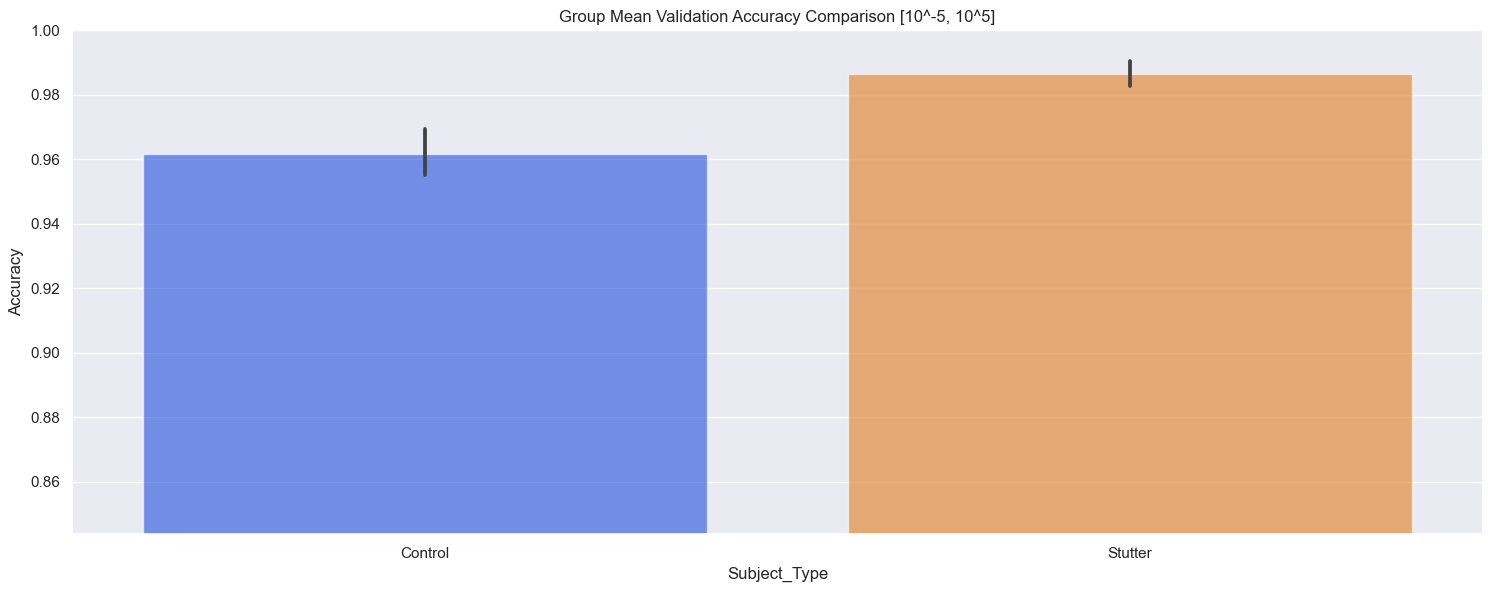 Group Mean Validation Accuracy Comparison [10^-5, 10^5]
1.00
0.98
0.96
0.94
0.92
0.90
0.88
0.86
Accuracy
Control
Stutter
Subject_Type